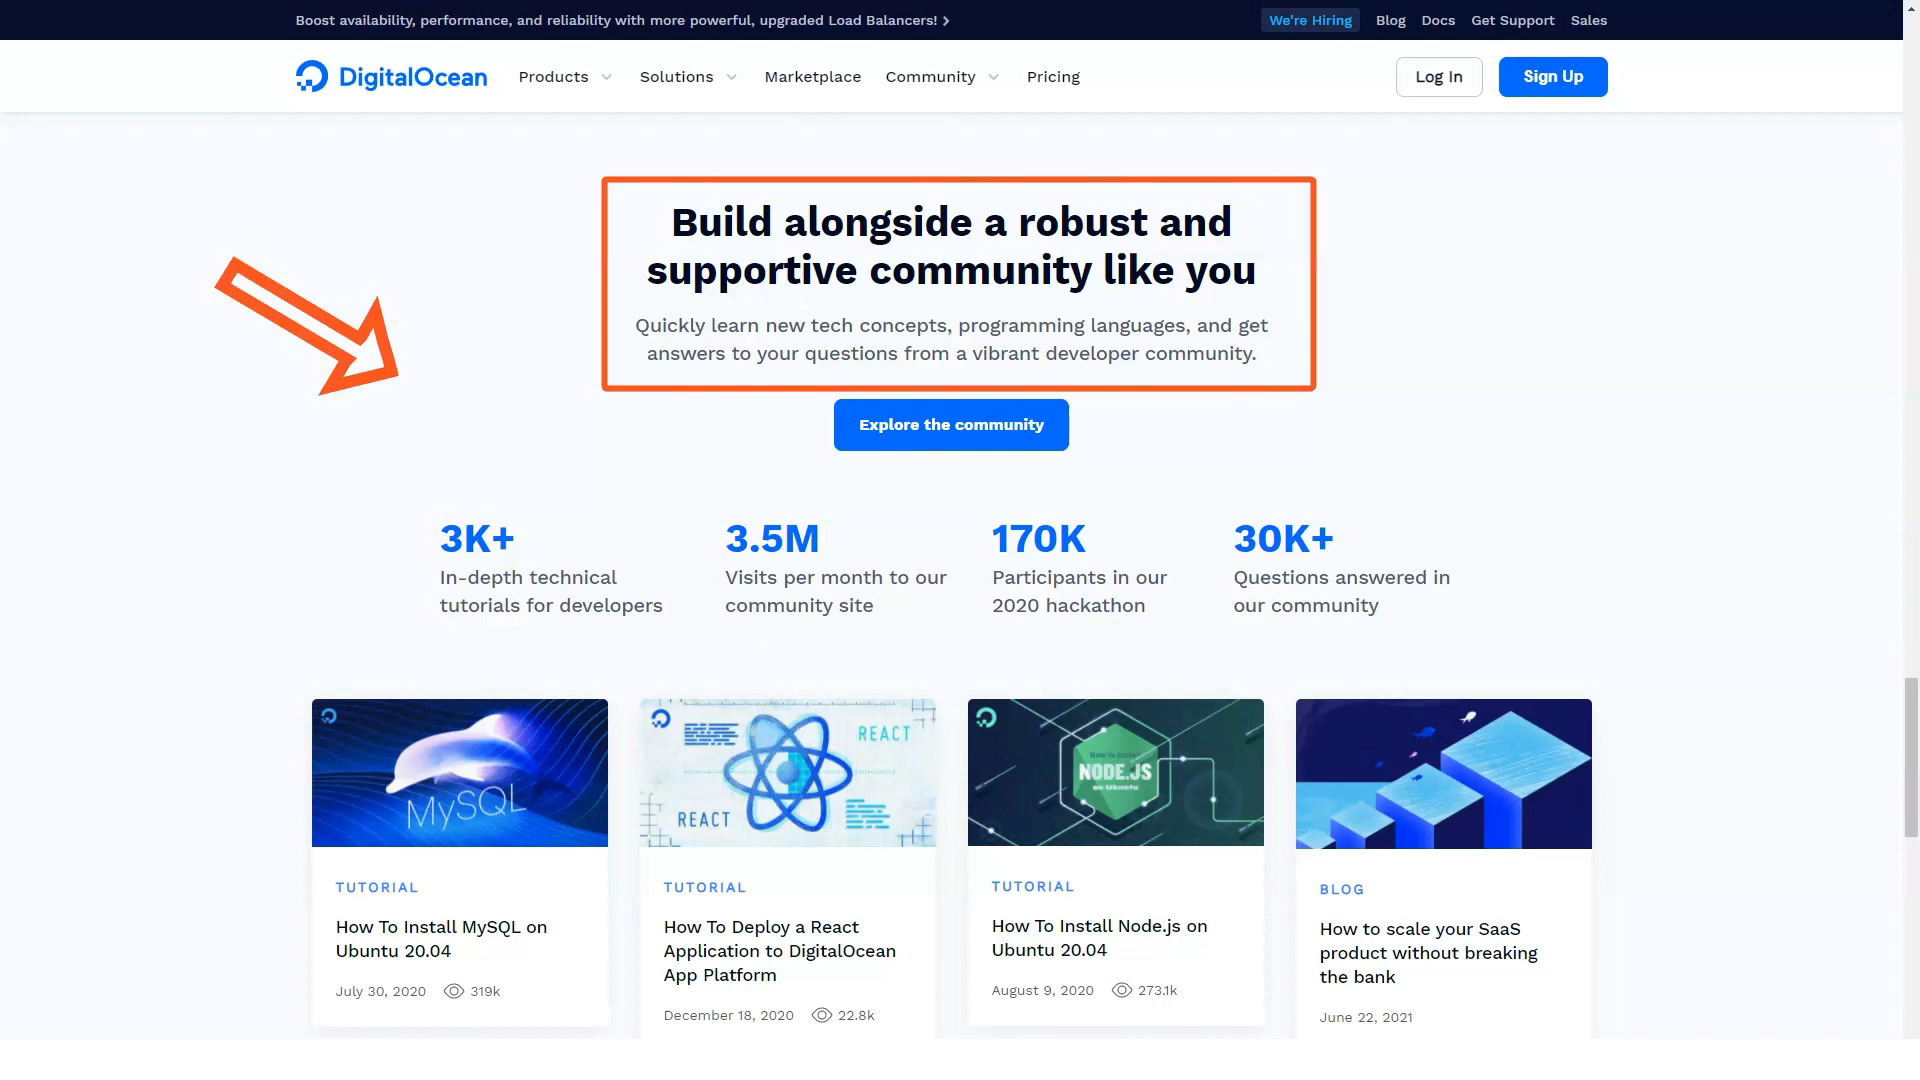 Boost availability, performance, and reliability with more powerful, upgraded Load Balancers!
We're Hiring
Blog
Docs
Get Support
Sales
DigitalOcean
Products
Solutions
Marketplace
Community
Pricing
Log In
Sign Up
Build alongside a robust and
supportive community like you
Quickly learn new tech concepts, programming languages, and get
answers to your questions from a vibrant developer community.
Explore the community
3K+
In-depth technical
tutorials for developers
3.5M
Visits per month to our
community site
170K
Participants in our
2020 hackathon
30K+
Questions answered in
our community
MySQL
TUTORIAL
How To Install MySQL on
Ubuntu 20.04
July 30, 2020
319k
REACT
REACT
TUTORIAL
How To Deploy a React
Application to DigitalOcean
App Platform
December 18, 2020
22.8k
How to Install
NODE.JS
on Ubuntu
TUTORIAL
How To Install Node.js on
Ubuntu 20.04
August 9, 2020
273.1k
BLOG
How to scale your SaaS
product without breaking
the bank
June 22, 2021